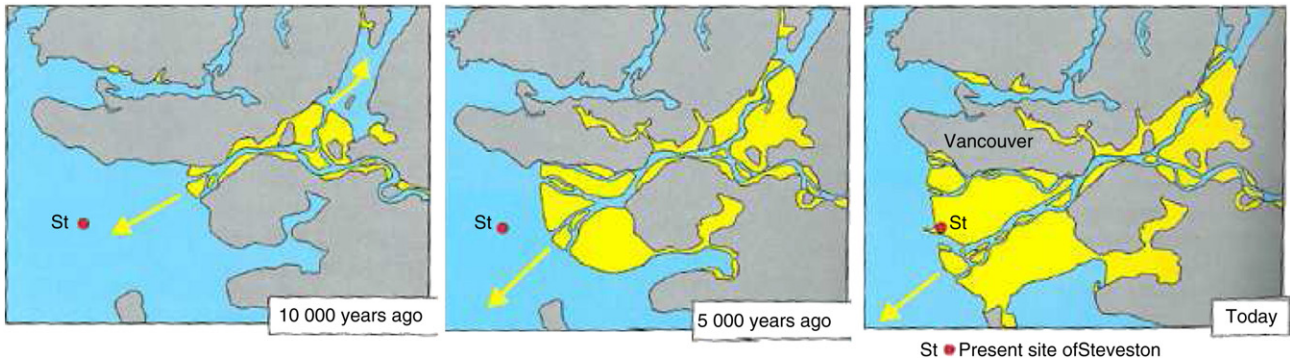 St
10 000 years ago
St
5 000 years ago
Vancouver
St
Today
St Present site ofSteveston